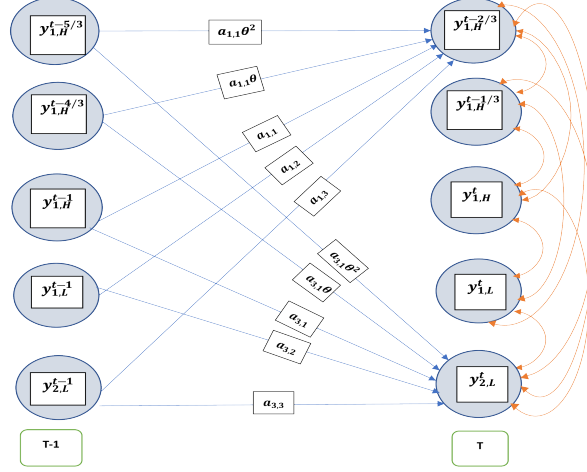 y_{1,H}^{t-5/3}
a_{1,1}θ^2
y_{1,H}^{t-2/3}
a_{1,1}θ
y_{1,H}^{t-4/3}
y_{1,H}^{t-1/3}
a_{1,1}
a_{1,2}
a_{1,3}
y_{1,H}^{t-1}
y_{1,H}^{t}
a_{3,1}θ^2
a_{3,1}θ
y_{1,L}^{t-1}
y_{1,L}^{t}
a_{3,1}
a_{3,2}
y_{2,L}^{t-1}
y_{2,L}^{t}
a_{3,3}
T-1
T